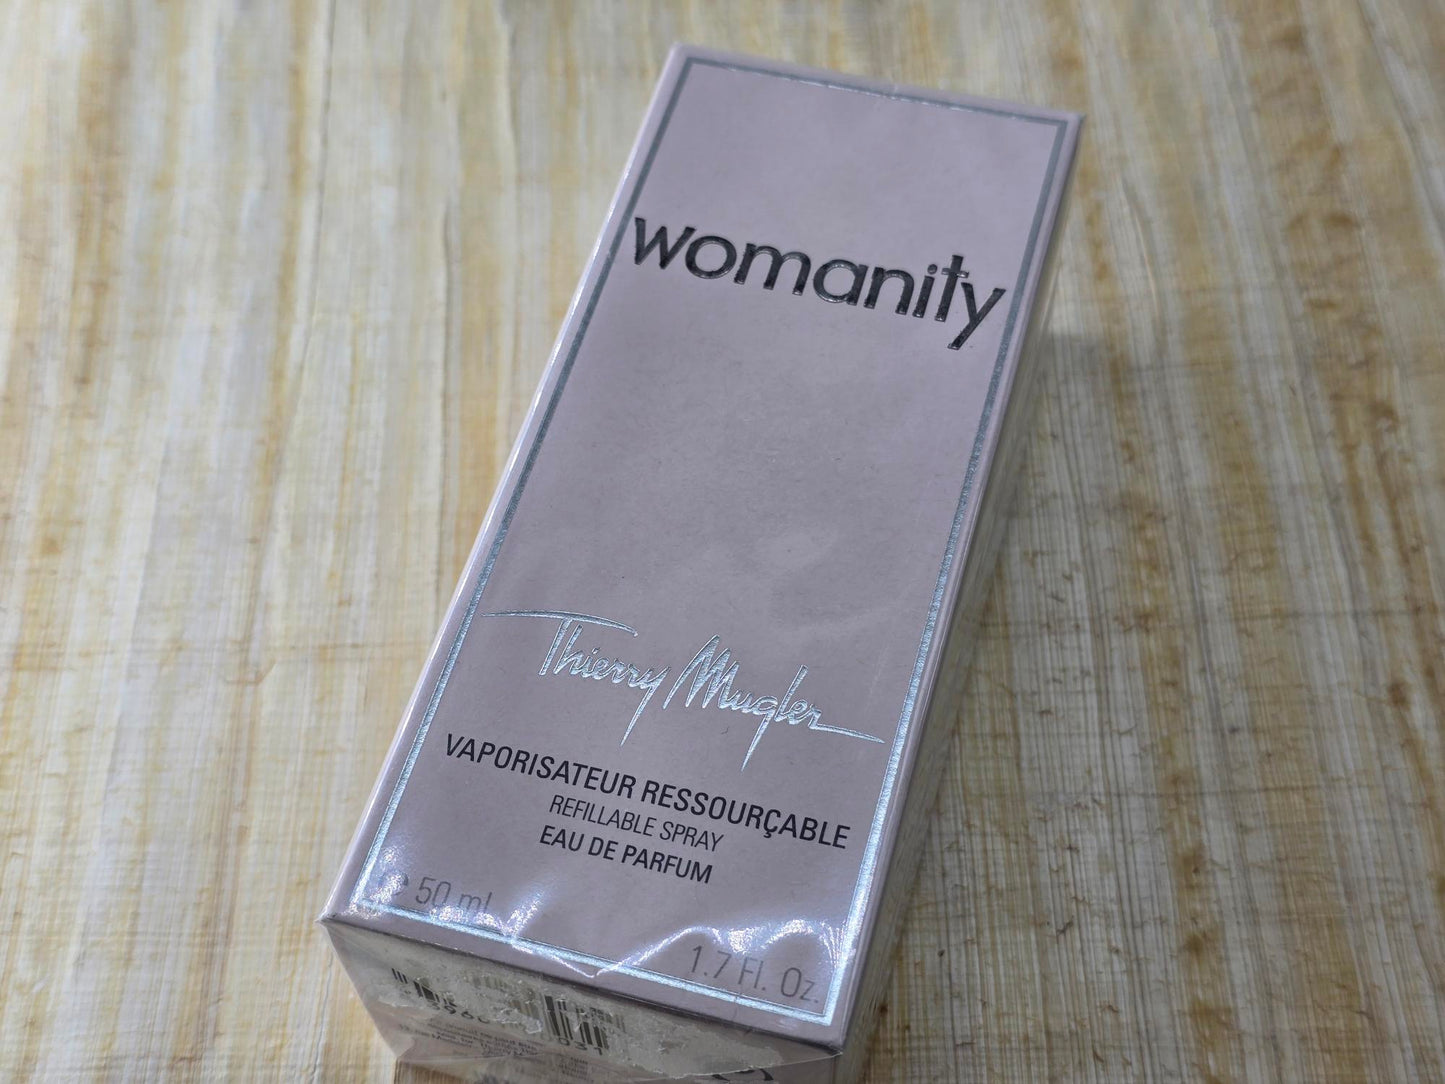 womanity
Thierry Mugler
VAPORISATEUR RESSOURÇABLE
REFILLABLE SPRAY
EAU DE PARFUM
e 50 ml
1.7 Fl. Oz.